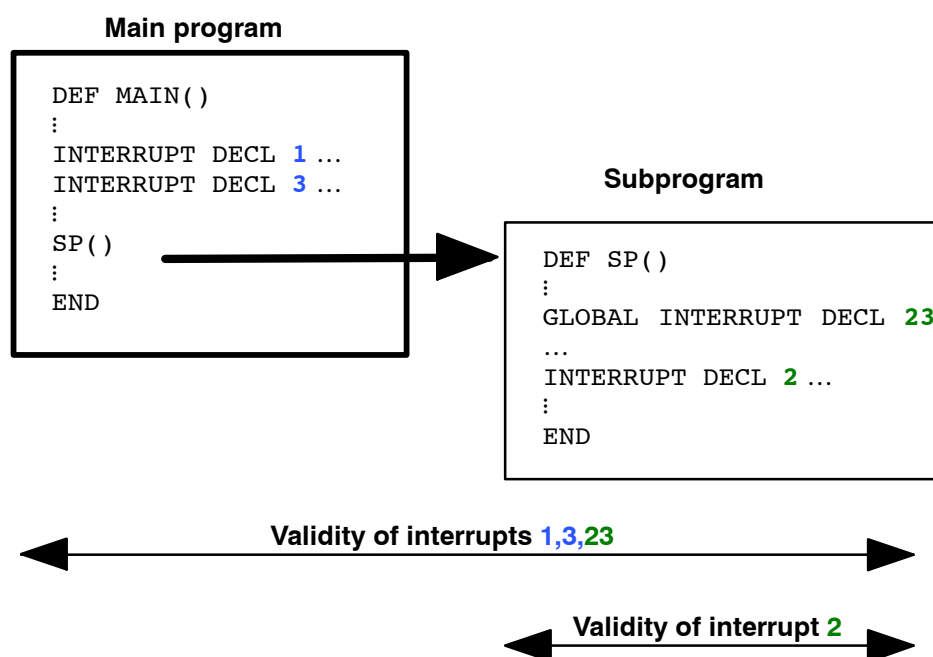 Main program
DEF MAIN()
⋮
INTERRUPT DECL 1 ...
INTERRUPT DECL 3 ...
⋮
SP()
⋮
END
Subprogram
DEF SP()
⋮
GLOBAL INTERRUPT DECL 23
...
INTERRUPT DECL 2 ...
⋮
END
Validity of interrupts 1,3,23
Validity of interrupt 2